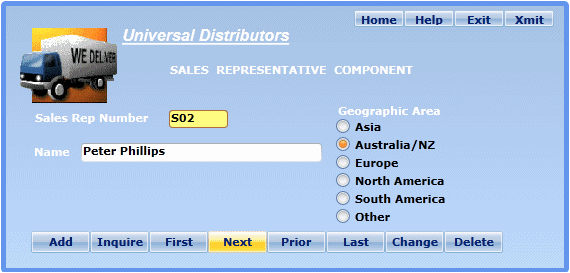 Home Help Exit Xmit
Universal Distributors
WE DELIVER
SALES REPRESENTATIVE COMPONENT
Sales Rep Number S02
Name Peter Phillips
Geographic Area
Asia
Australia/NZ
Europe
North America
South America
Other
Add Inquire First Next Prior Last Change Delete